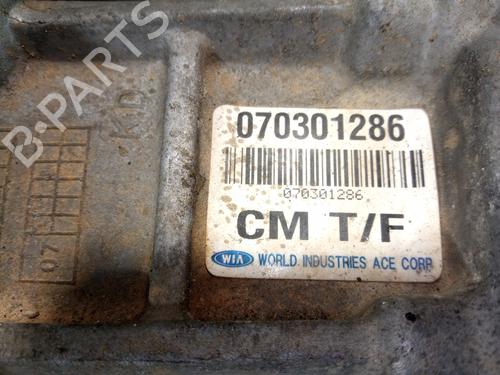 B-PARTS
KD
07
070301286
070301286
CM T/F
WIA WORLD INDUSTRIES ACE CORP